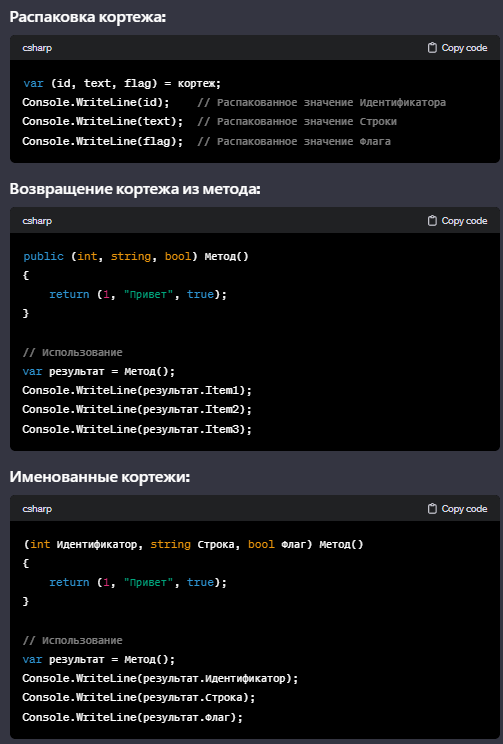 Распаковка кортежа:
csharp Copy code
var (id, text, flag) = кортеж;
Console.WriteLine(id);    // Распакованное значение Идентификатора
Console.WriteLine(text);  // Распакованное значение Строки
Console.WriteLine(flag);  // Распакованное значение Флага
Возвращение кортежа из метода:
csharp Copy code
public (int, string, bool) Метод()
{
    return (1, "Привет", true);
}
// Использование
var результат = Метод();
Console.WriteLine(результат.Item1);
Console.WriteLine(результат.Item2);
Console.WriteLine(результат.Item3);
Именованные кортежи:
csharp Copy code
(int Идентификатор, string Строка, bool Флаг) Метод()
{
    return (1, "Привет", true);
}
// Использование
var результат = Метод();
Console.WriteLine(результат.Идентификатор);
Console.WriteLine(результат.Строка);
Console.WriteLine(результат.Флаг);